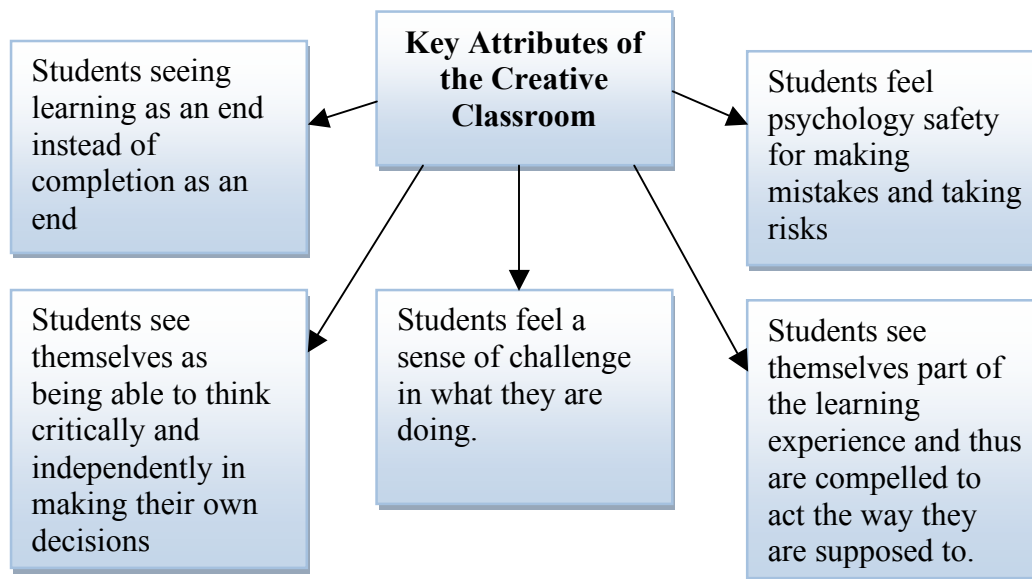 Key Attributes of
the Creative
Classroom
Students seeing
learning as an end
instead of
completion as an
end
Students feel
psychology safety
for making
mistakes and taking
risks
Students see
themselves as
being able to think
critically and
independently in
making their own
decisions
Students feel a
sense of challenge
in what they are
doing.
Students see
themselves part of
the learning
experience and thus
are compelled to
act the way they
are supposed to.